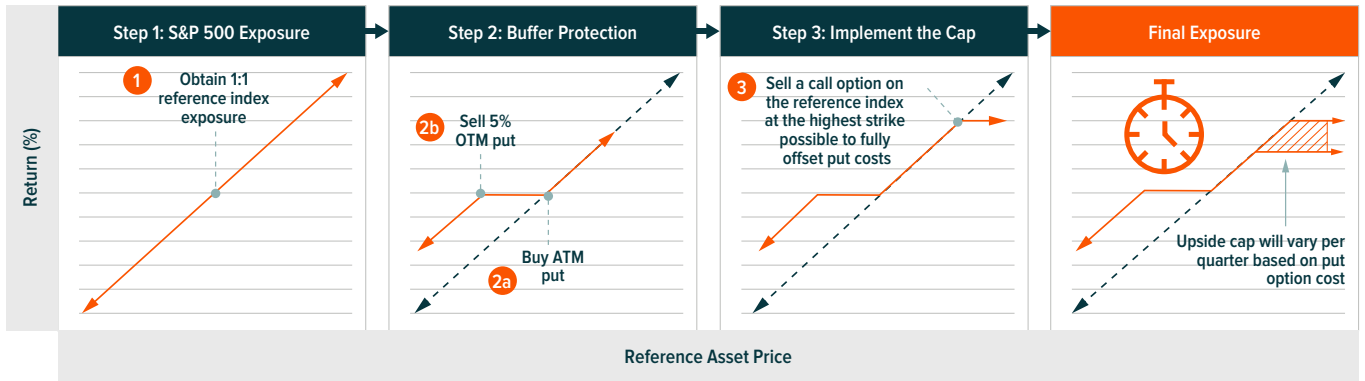 Step 1: S&P 500 Exposure
Step 2: Buffer Protection
Step 3: Implement the Cap
Final Exposure
Return (%)
1
Obtain 1:1
reference index
exposure
2b
Sell 5%
OTM put
2a
Buy ATM
put
3
Sell a call option on
the reference index
at the highest strike
possible to fully
offset put costs
Upside cap will vary per
quarter based on put
option cost
Reference Asset Price